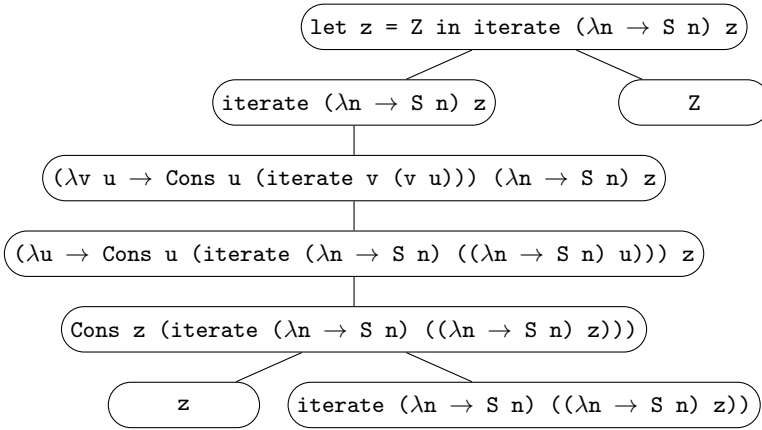 let z = Z in iterate (λn → S n) z
iterate (λn → S n) z
Z
(λv u → Cons u (iterate v (v u))) (λn → S n) z
(λu → Cons u (iterate (λn → S n) ((λn → S n) u))) z
Cons z (iterate (λn → S n) ((λn → S n) z)))
z
iterate (λn → S n) ((λn → S n) z))